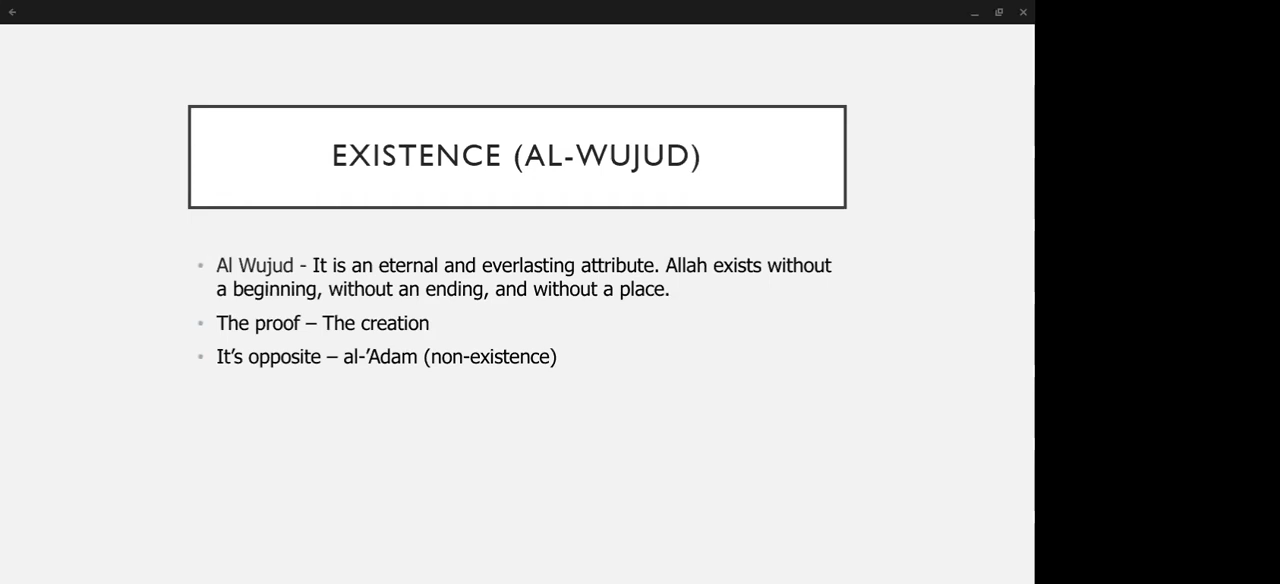 EXISTENCE (AL-WUJUD)
• Al Wujud - It is an eternal and everlasting attribute. Allah exists without
a beginning, without an ending, and without a place.
• The proof – The creation
• It’s opposite – al-’Adam (non-existence)